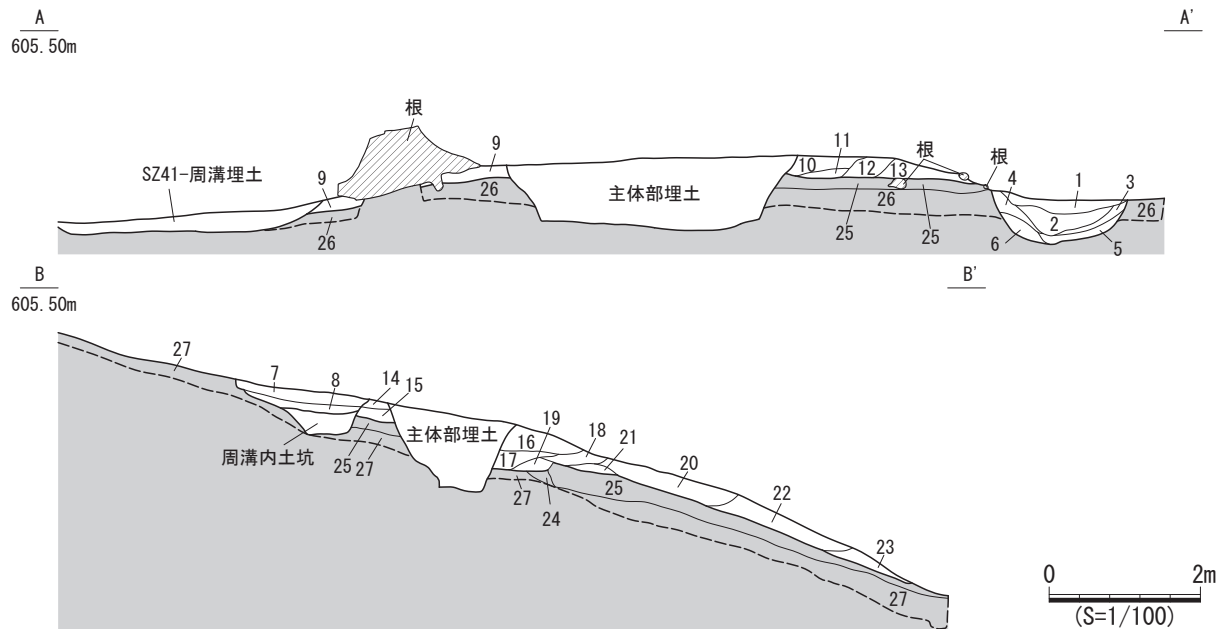 A A'
605.50m
根
9 11 根
SZ41-周溝埋土 10 12 13 根
9 主体部埋土 4 1 3
26 26 26
26 25 25 2
6 5
B B'
605.50m
27
7 8 14
15
主体部埋土 19 18 21
16 20
周溝内土坑 17 25
25 27 27 24 22
23
27
0 2m
(S=1/100)